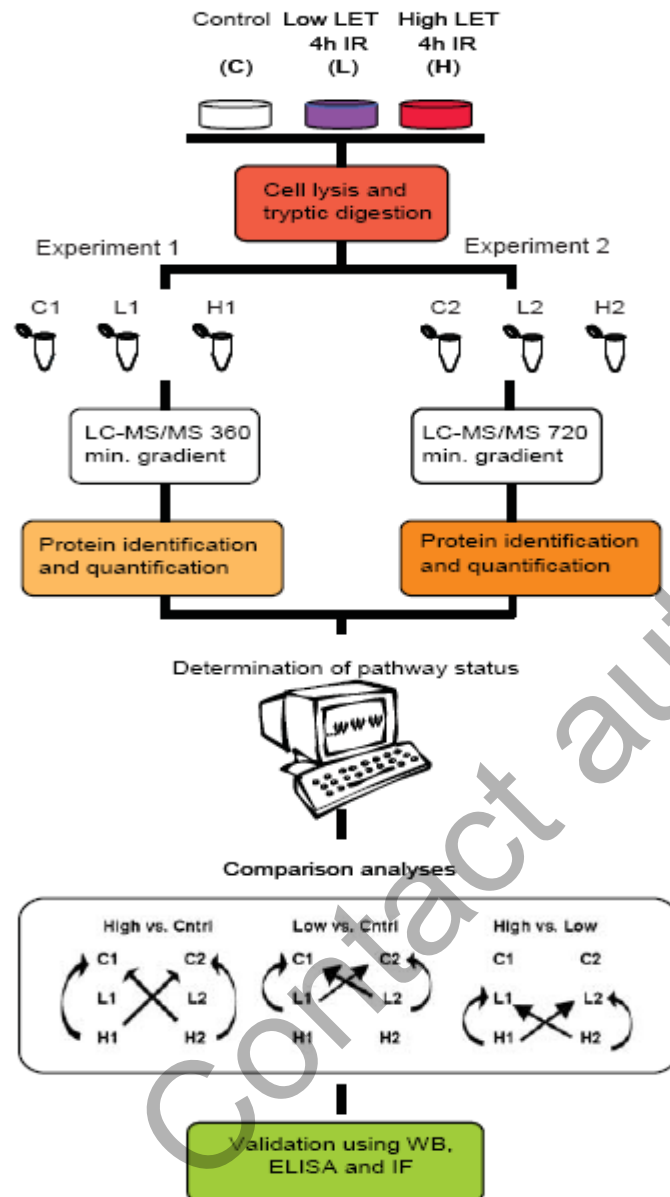 Control Low LET High LET
4h IR 4h IR
(C) (L) (H)
Cell lysis and
tryptic digestion
Experiment 1
Experiment 2
C1 L1 H1
C2 L2 H2
LC-MS/MS 360
min. gradient
LC-MS/MS 720
min. gradient
Protein identification
and quantification
Protein identification
and quantification
Determination of pathway status
WWW
Comparison analyses
High vs. Cntrl
C1 C2
L1 L2
H1 H2
Low vs. Cntrl
C1 C2
L1 L2
H1 H2
High vs. Low
C1 C2
L1 L2
H1 H2
Validation using WB,
ELISA and IF
Contact